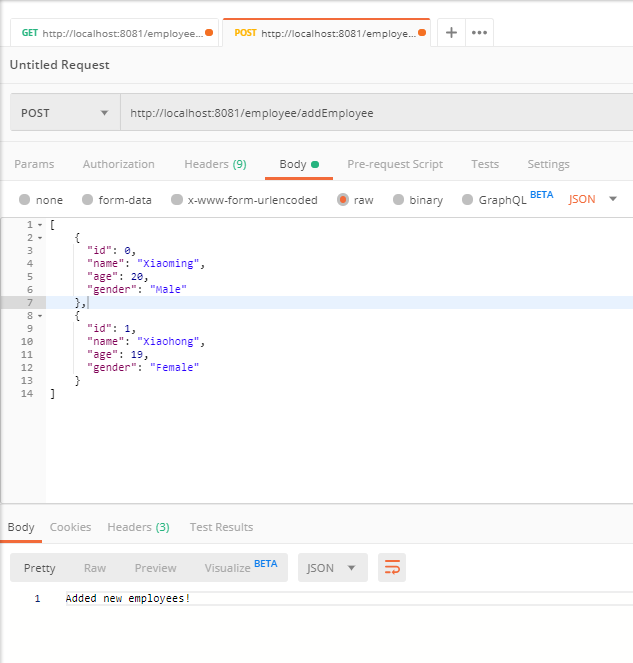 GET http://localhost:8081/employee... POST http://localhost:8081/employe... + •••
Untitled Request
POST http://localhost:8081/employee/addEmployee
Params Authorization Headers (9) Body Pre-request Script Tests Settings
none form-data x-www-form-urlencoded raw binary GraphQL BETA JSON
1 [
2 {
3 "id": 0,
4 "name": "Xiaoming",
5 "age": 20,
6 "gender": "Male"
7 },
8 {
9 "id": 1,
10 "name": "Xiaohong",
11 "age": 19,
12 "gender": "Female"
13 }
14 ]
Body Cookies Headers (3) Test Results
Pretty Raw Preview Visualize BETA JSON
1 Added new employees!